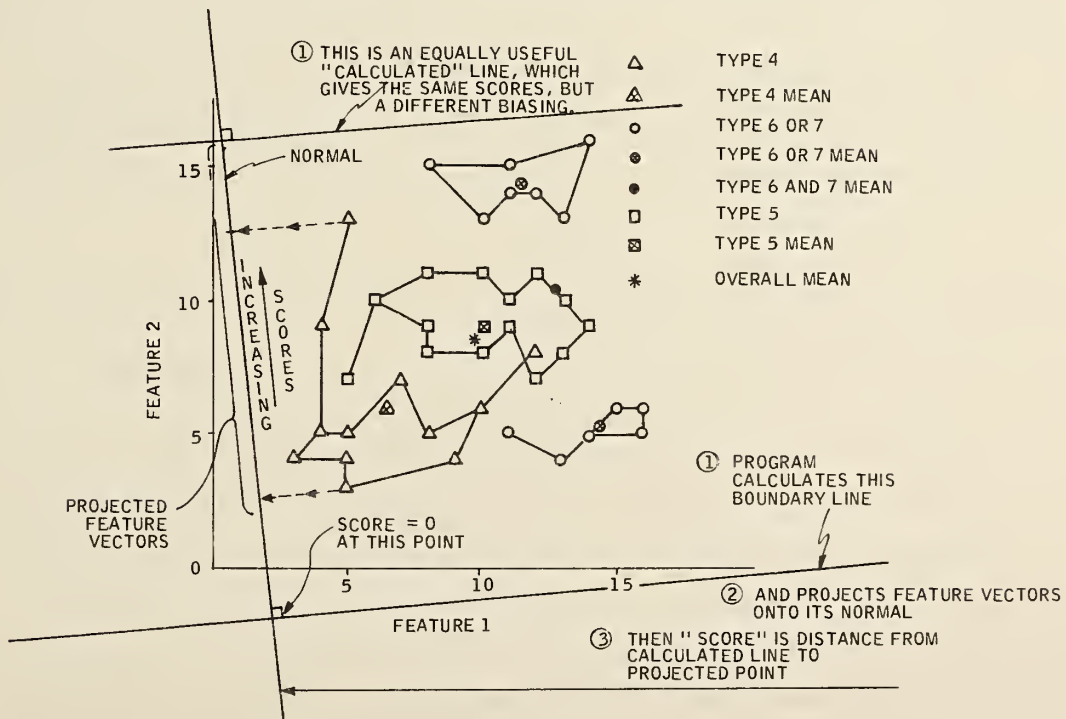 ① THIS IS AN EQUALLY USEFUL
"CALCULATED" LINE, WHICH
GIVES THE SAME SCORES, BUT
A DIFFERENT BIASING.
NORMAL
TYPE 4
TYPE 4 MEAN
TYPE 6 OR 7
TYPE 6 OR 7 MEAN
TYPE 6 AND 7 MEAN
TYPE 5
TYPE 5 MEAN
OVERALL MEAN
15
10
5
0
FEATURE 2
INCREASING
SCORES
PROJECTED
FEATURE
VECTORS
SCORE = 0
AT THIS POINT
5
10
15
FEATURE 1
① PROGRAM
CALCULATES THIS
BOUNDARY LINE
② AND PROJECTS FEATURE VECTORS
ONTO ITS NORMAL
③ THEN "SCORE" IS DISTANCE FROM
CALCULATED LINE TO
PROJECTED POINT